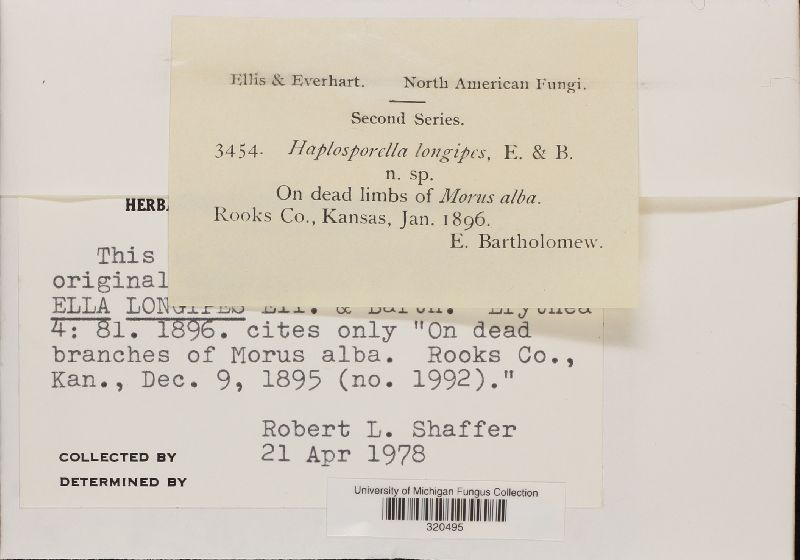 Ellis & Everhart. North American Fungi.
Second Series.
3454. Haplosporella longipes, E. & B.
n. sp.
On dead limbs of Morus alba.
Rooks Co., Kansas, Jan. 1896.
E. Bartholomew.
HERB
This
original
ELLA LONGIPES Ell. & Barth. Erythea
4: 81. 1896. cites only "On dead
branches of Morus alba. Rooks Co.,
Kan., Dec. 9, 1895 (no. 1992)."
Robert L. Shaffer
21 Apr 1978
COLLECTED BY
DETERMINED BY
University of Michigan Fungus Collection
320495